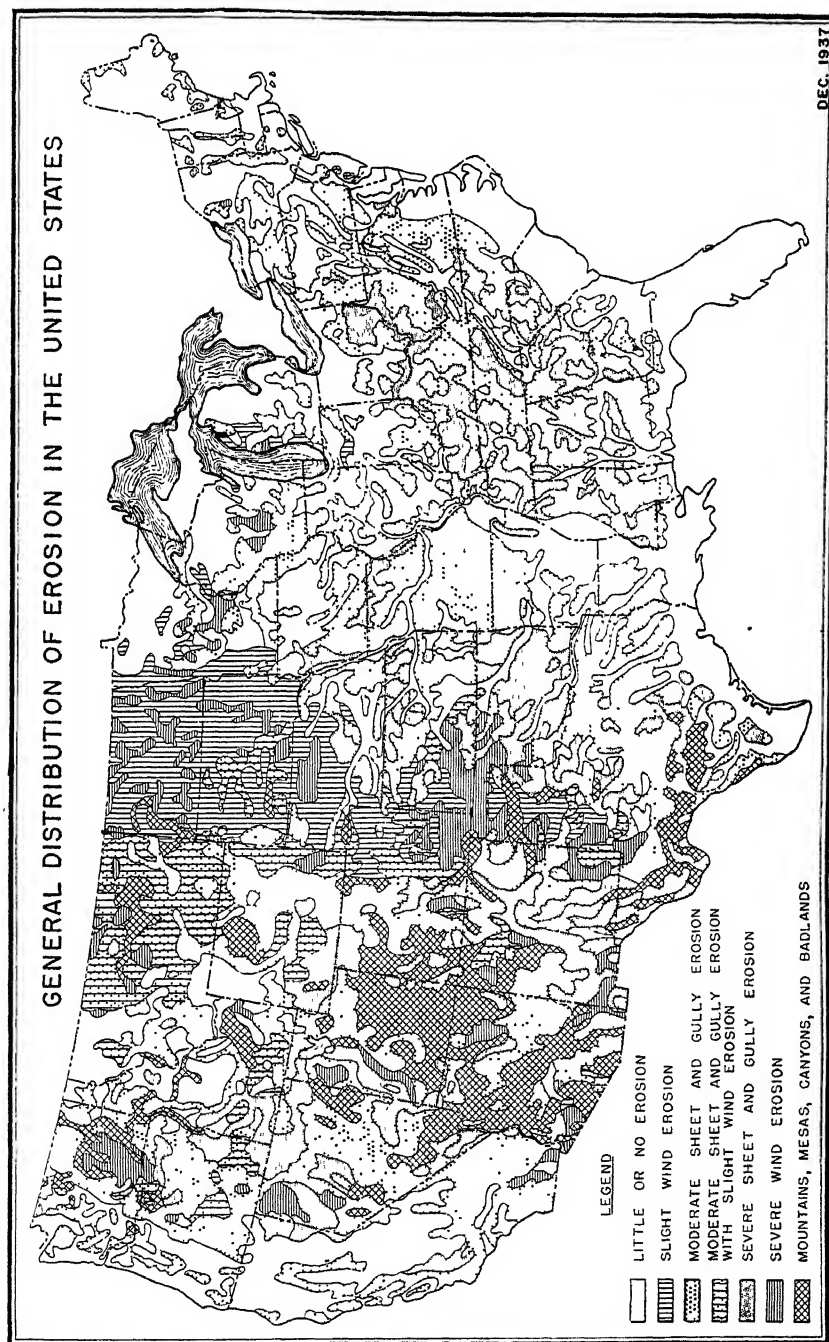 GENERAL DISTRIBUTION OF EROSION IN THE UNITED STATES
LEGEND
LITTLE OR NO EROSION
SLIGHT WIND EROSION
MODERATE SHEET AND GULLY EROSION
MODERATE SHEET AND GULLY EROSION
WITH SLIGHT WIND EROSION
SEVERE SHEET AND GULLY EROSION
SEVERE WIND EROSION
MOUNTAINS, MESAS, CANYONS, AND BADLANDS
DEC. 1937